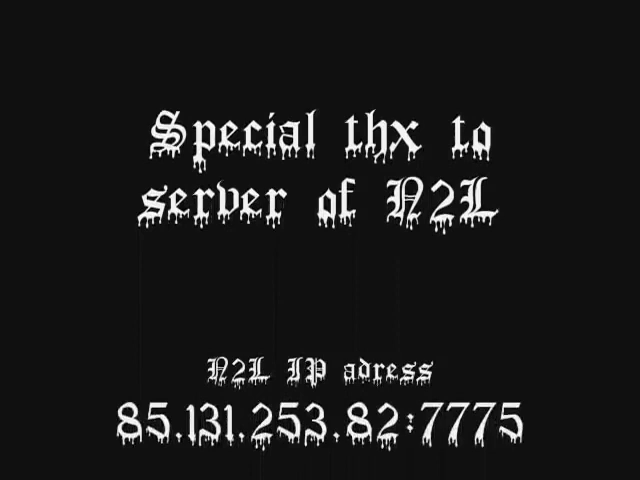 Special thx to
server of N2L
N2L IP adress
85.131.253.82:7775